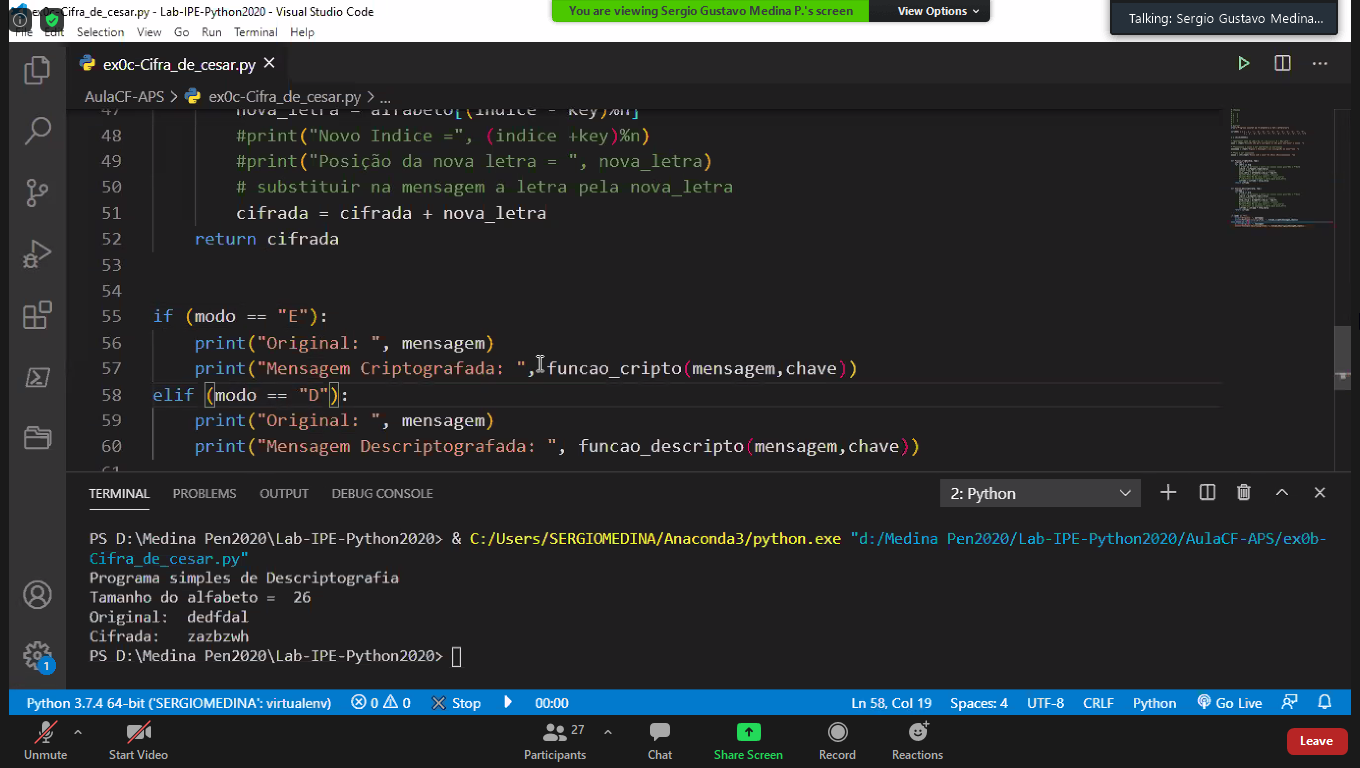 ex0c-Cifra_de_cesar.py - Lab-IPE-Python2020 - Visual Studio Code
You are viewing Sergio Gustavo Medina P.'s screen
View Options
Talking: Sergio Gustavo Medina...
File Edit Selection View Go Run Terminal Help
ex0c-Cifra_de_cesar.py
AulaCF-APS > ex0c-Cifra_de_cesar.py > ...
47 nova_letra = alfabeto[(indice - key)%n]
48 #print("Novo Indice =", (indice +key)%n)
49 #print("Posição da nova letra = ", nova_letra)
50 # substituir na mensagem a letra pela nova_letra
51 cifrada = cifrada + nova_letra
52 return cifrada
53
54
55 if (modo == "E"):
56 print("Original: ", mensagem)
57 print("Mensagem Criptografada: ", funcao_cripto(mensagem,chave))
58 elif (modo == "D"):
59 print("Original: ", mensagem)
60 print("Mensagem Descriptografada: ", funcao_descripto(mensagem,chave))
61
TERMINAL PROBLEMS OUTPUT DEBUG CONSOLE
2: Python
PS D:\Medina Pen2020\Lab-IPE-Python2020> & C:/Users/SERGIOMEDINA/Anaconda3/python.exe "d:/Medina Pen2020/Lab-IPE-Python2020/AulaCF-APS/ex0b-
Cifra_de_cesar.py"
Programa simples de Descriptografia
Tamanho do alfabeto = 26
Original: dedfdal
Cifrada: zazbzwh
PS D:\Medina Pen2020\Lab-IPE-Python2020>
1
Python 3.7.4 64-bit ('SERGIOMEDINA': virtualenv) 0 0 Stop 00:00 Ln 58, Col 19 Spaces: 4 UTF-8 CRLF Python Go Live
27
Unmute Start Video Participants Chat Share Screen Record Reactions Leave